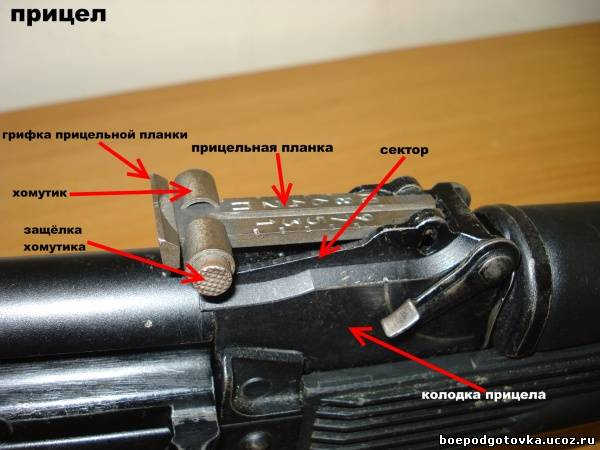 прицел
грифка прицельной планки
прицельная планка
сектор
хомутик
защёлка
хомутика
колодка прицела
boepodgotovka.ucoz.ru